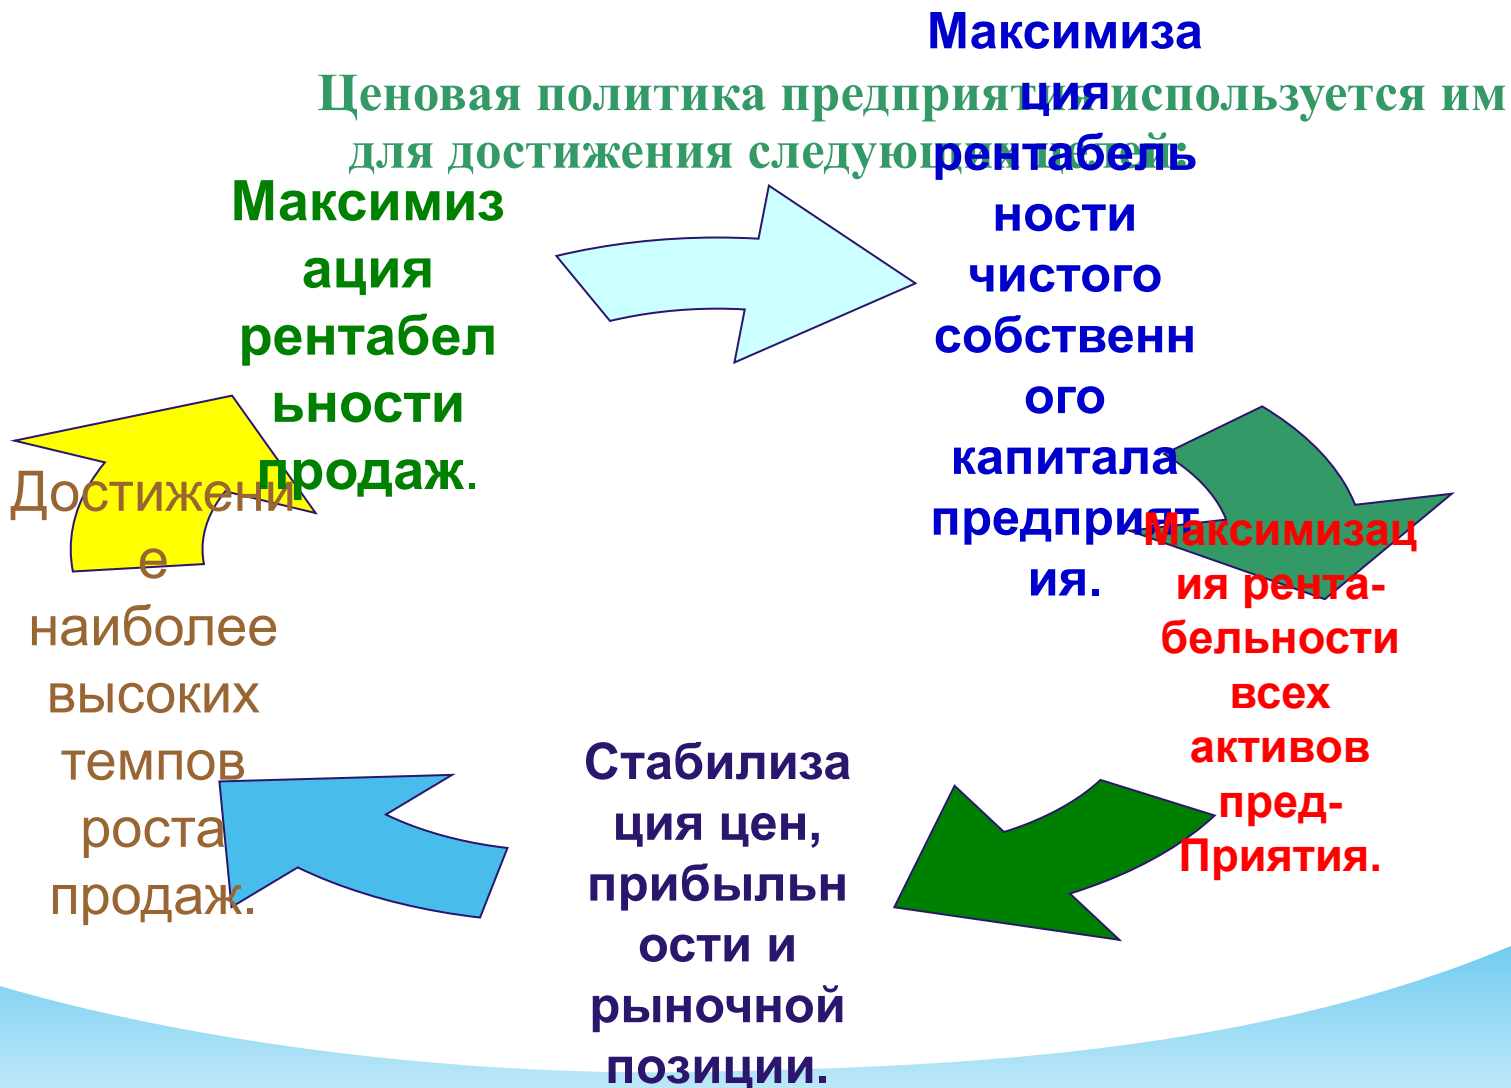 Ценовая политика предприятия используется им
для достижения следующих целей:
Максимиз
ация
рентабел
ьности
продаж.
Максимиза
ция
рентабель
ности
чистого
собственн
ого
капитала
предприят
ия.
Максимизац
ия рента-
бельности
всех
активов
пред-
Приятия.
Стабилиза
ция цен,
прибыльн
ости и
рыночной
позиции.
Достижени
е
наиболее
высоких
темпов
роста
продаж.